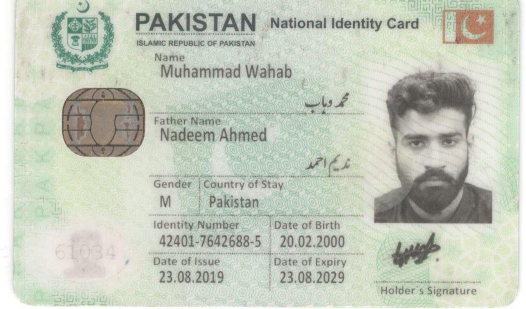 PAKISTAN National Identity Card
ISLAMIC REPUBLIC OF PAKISTAN
Name
Muhammad Wahab
محمد وہاب
Father Name
Nadeem Ahmed
ندیم احمد
Gender Country of Stay
M Pakistan
Identity Number Date of Birth
42401-7642688-5 20.02.2000
Date of Issue Date of Expiry
23.08.2019 23.08.2029
61034
Holder's Signature